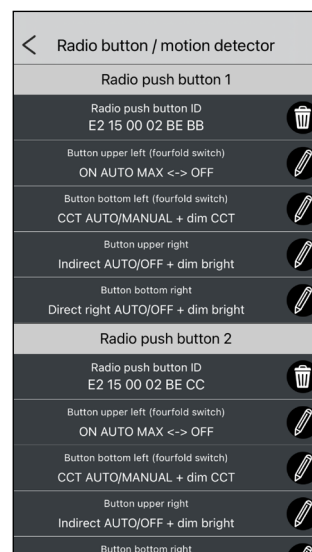 Radio button / motion detector
Radio push button 1
Radio push button ID
E2 15 00 02 BE BB
Button upper left (fourfold switch)
ON AUTO MAX <-> OFF
Button bottom left (fourfold switch)
CCT AUTO/MANUAL + dim CCT
Button upper right
Indirect AUTO/OFF + dim bright
Button bottom right
Direct right AUTO/OFF + dim bright
Radio push button 2
Radio push button ID
E2 15 00 02 BE CC
Button upper left (fourfold switch)
ON AUTO MAX <-> OFF
Button bottom left (fourfold switch)
CCT AUTO/MANUAL + dim CCT
Button upper right
Indirect AUTO/OFF + dim bright
Button bottom right